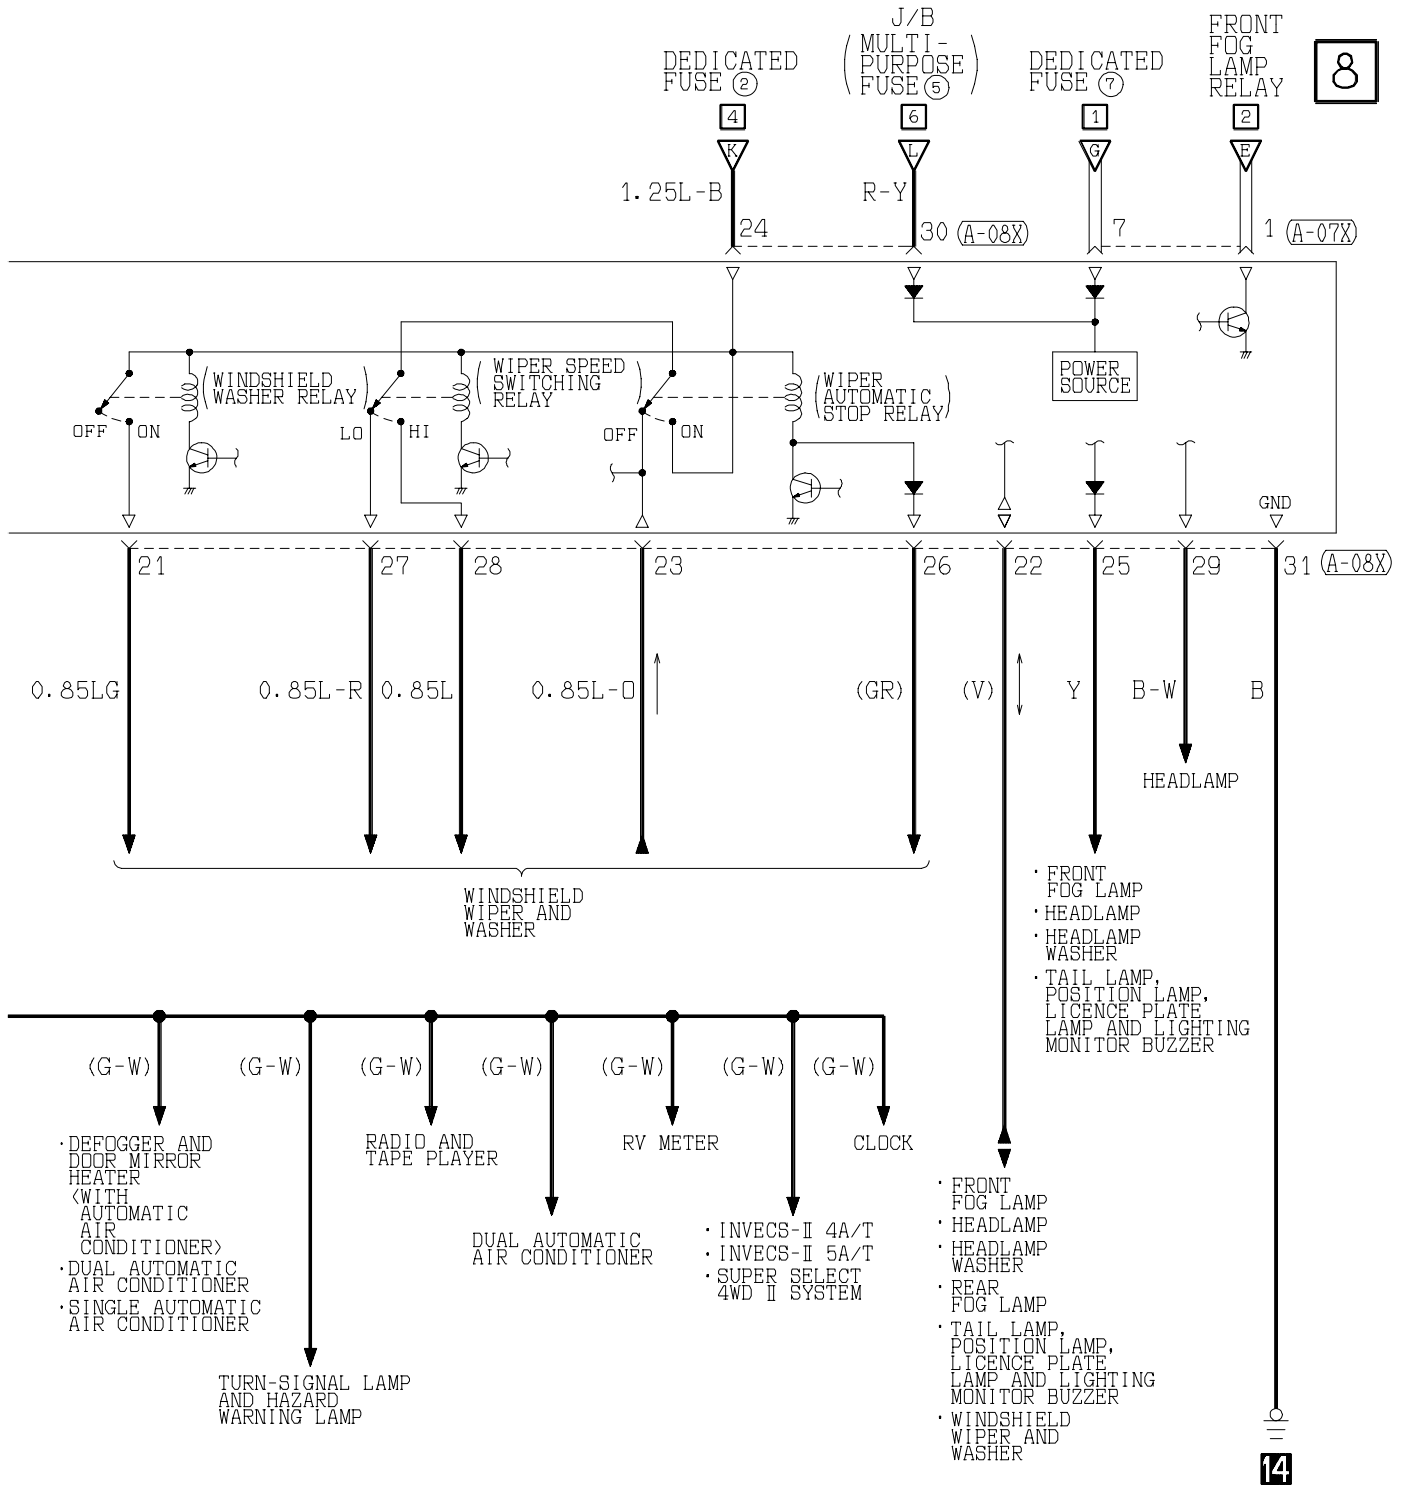 J/B
FRONT
FOG
LAMP
RELAY
DEDICATED
FUSE ②
(MULTI-
PURPOSE
FUSE ⑤)
DEDICATED
FUSE ⑦
8
4
6
1
2
K
L
G
E
1.25L-B
R-Y
24
30
A-08X
7
1
A-07X
(WINDSHIELD
WASHER RELAY)
(WIPER SPEED
SWITCHING
RELAY)
(WIPER
AUTOMATIC
STOP RELAY)
POWER
SOURCE
OFF
ON
LO
HI
OFF
ON
GND
21
27
28
23
26
22
25
29
31
A-08X
0.85LG
0.85L-R
0.85L
0.85L-O
(GR)
(V)
Y
B-W
B
HEADLAMP
WINDSHIELD
WIPER AND
WASHER
· FRONT
FOG LAMP
· HEADLAMP
· HEADLAMP
WASHER
· TAIL LAMP,
POSITION LAMP,
LICENCE PLATE
LAMP AND LIGHTING
MONITOR BUZZER
(G-W)
(G-W)
(G-W)
(G-W)
(G-W)
(G-W)
(G-W)
· DEFOGGER AND
DOOR MIRROR
HEATER
<WITH
AUTOMATIC
AIR
CONDITIONER>
· DUAL AUTOMATIC
AIR CONDITIONER
· SINGLE AUTOMATIC
AIR CONDITIONER
TURN-SIGNAL LAMP
AND HAZARD
WARNING LAMP
RADIO AND
TAPE PLAYER
DUAL AUTOMATIC
AIR CONDITIONER
RV METER
· INVECS-Ⅱ 4A/T
· INVECS-Ⅱ 5A/T
· SUPER SELECT
4WD Ⅱ SYSTEM
CLOCK
· FRONT
FOG LAMP
· HEADLAMP
· HEADLAMP
WASHER
· REAR
FOG LAMP
· TAIL LAMP,
POSITION LAMP,
LICENCE PLATE
LAMP AND LIGHTING
MONITOR BUZZER
· WINDSHIELD
WIPER AND
WASHER
14